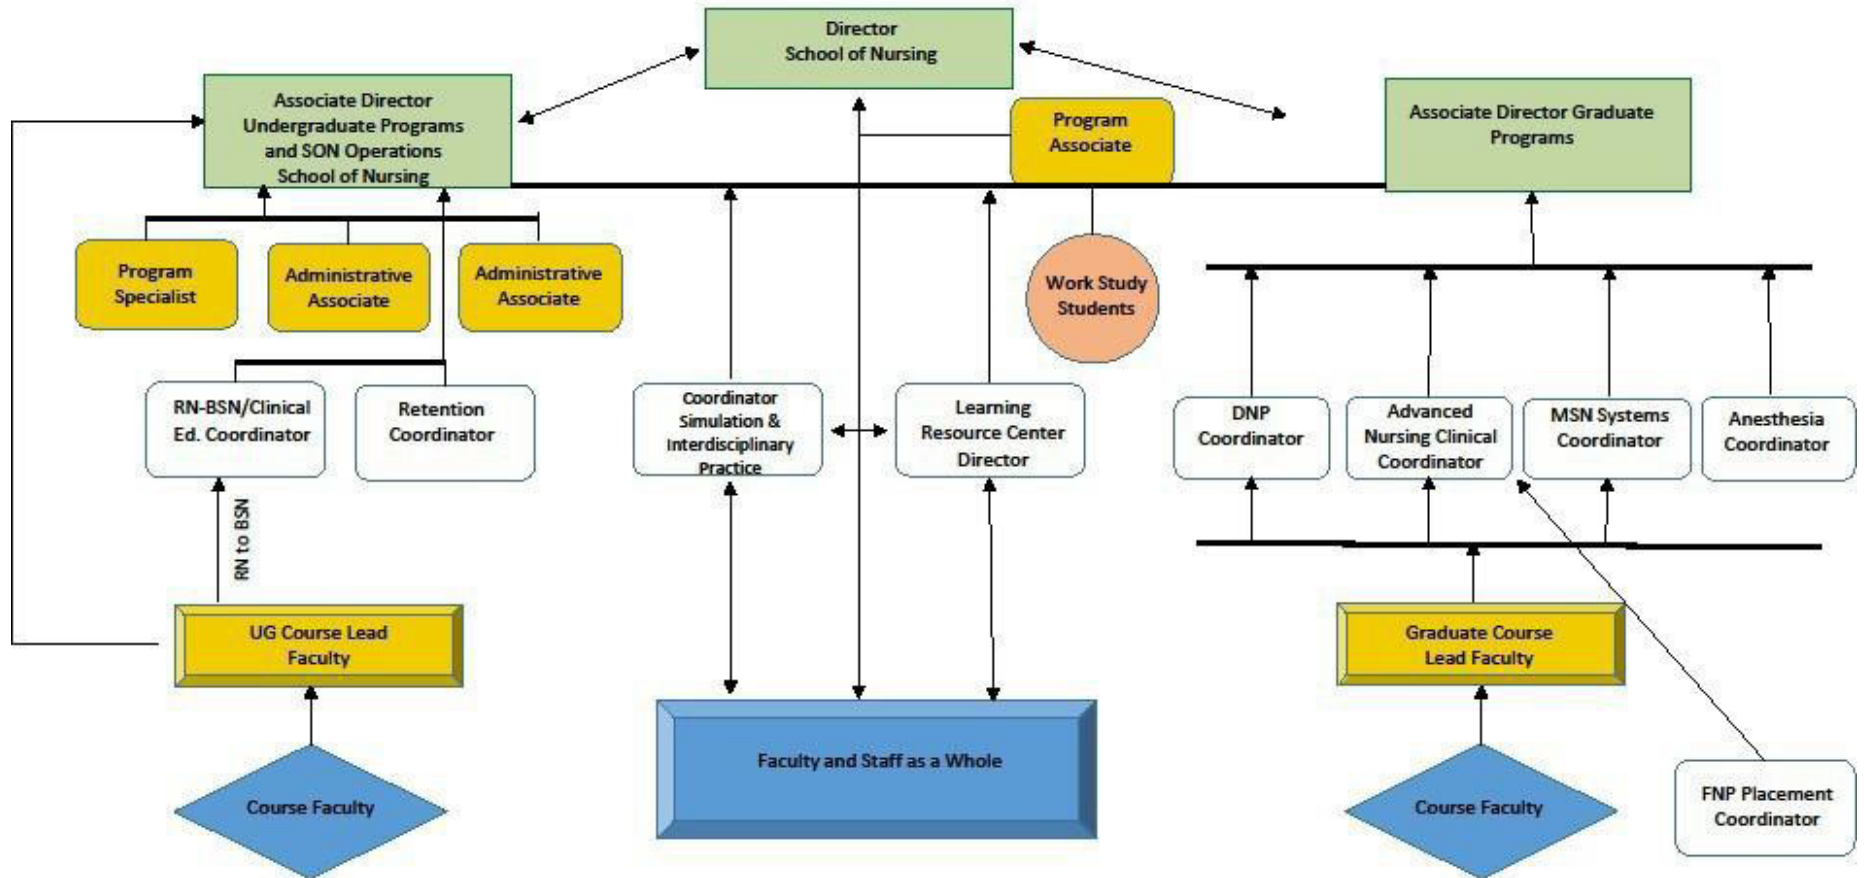 Director
School of Nursing
Associate Director
Undergraduate Programs
and SON Operations
School of Nursing
Program
Associate
Associate Director Graduate
Programs
Program
Specialist
Administrative
Associate
Administrative
Associate
Work Study
Students
RN-BSN/Clinical
Ed. Coordinator
Retention
Coordinator
Coordinator
Simulation &
Interdisciplinary
Practice
Learning
Resource Center
Director
DNP
Coordinator
Advanced
Nursing Clinical
Coordinator
MSN Systems
Coordinator
Anesthesia
Coordinator
RN to BSN
UG Course Lead
Faculty
Graduate Course
Lead Faculty
Faculty and Staff as a Whole
Course Faculty
Course Faculty
FNP Placement
Coordinator